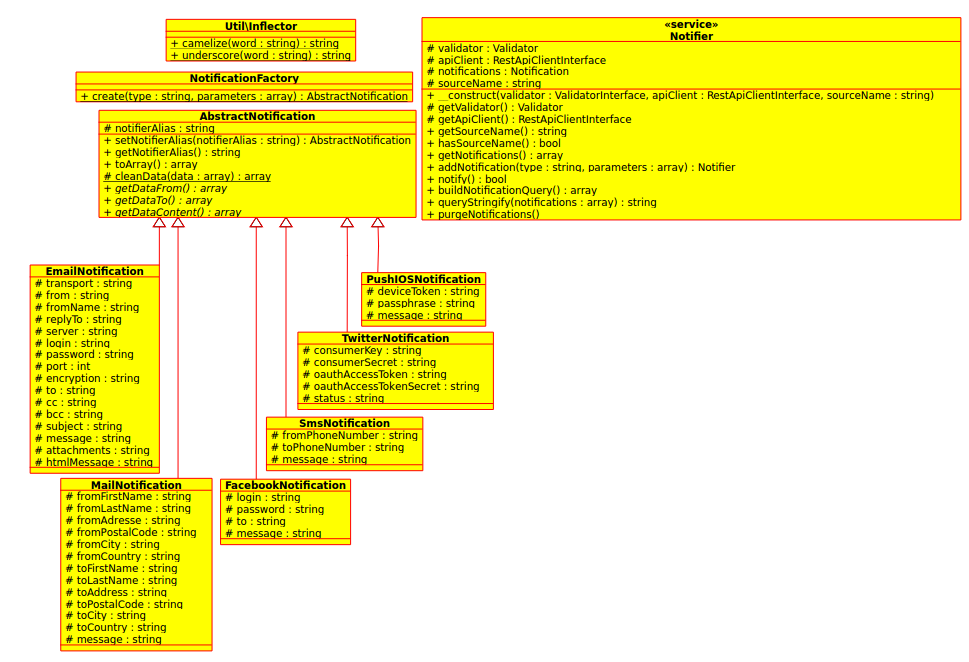 Util\Inflector
+ camelize(word : string) : string
+ underscore(word : string) : string
«service»
Notifier
# validator : Validator
# apiClient : RestApiClientInterface
# notifications : Notification
# sourceName : string
+ __construct(validator : ValidatorInterface, apiClient : RestApiClientInterface, sourceName : string)
# getValidator() : Validator
# getApiClient() : RestApiClientInterface
+ getSourceName() : string
+ hasSourceName() : bool
+ getNotifications() : array
+ addNotification(type : string, parameters : array) : Notifier
+ notify() : bool
+ buildNotificationQuery() : array
+ queryStringify(notifications : array) : string
+ purgeNotifications()
NotificationFactory
+ create(type : string, parameters : array) : AbstractNotification
AbstractNotification
# notifierAlias : string
+ setNotifierAlias(notifierAlias : string) : AbstractNotification
+ getNotifierAlias() : string
+ toArray() : array
# cleanData(data : array) : array
+ getDataFrom() : array
+ getDataTo() : array
+ getDataContent() : array
EmailNotification
# transport : string
# from : string
# fromName : string
# replyTo : string
# server : string
# login : string
# password : string
# port : int
# encryption : string
# to : string
# cc : string
# bcc : string
# subject : string
# message : string
# attachments : string
# htmlMessage : string
PushIOSNotification
# deviceToken : string
# passphrase : string
# message : string
TwitterNotification
# consumerKey : string
# consumerSecret : string
# oauthAccessToken : string
# oauthAccessTokenSecret : string
# status : string
SmsNotification
# fromPhoneNumber : string
# toPhoneNumber : string
# message : string
MailNotification
# fromFirstName : string
# fromLastName : string
# fromAdresse : string
# fromPostalCode : string
# fromCity : string
# fromCountry : string
# toFirstName : string
# toLastName : string
# toAddress : string
# toPostalCode : string
# toCity : string
# toCountry : string
# message : string
FacebookNotification
# login : string
# password : string
# to : string
# message : string